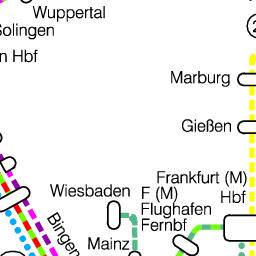 Wuppertal
Solingen
n Hbf
Marburg
Gießen
Frankfurt (M)
Hbf
Wiesbaden
F (M)
Flughafen
Fernbf
Mainz
Bingen